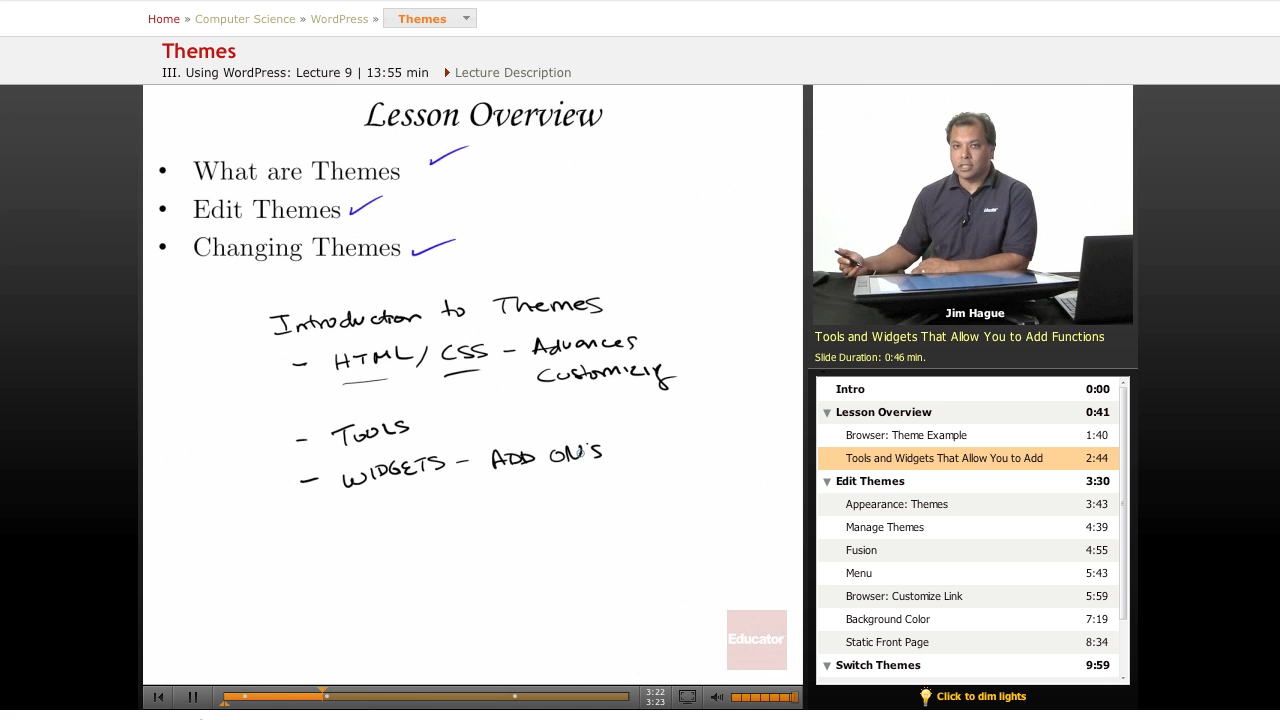 Home » Computer Science » WordPress » Themes
Themes
III. Using WordPress: Lecture 9 | 13:55 min Lecture Description
Lesson Overview
• What are Themes
• Edit Themes
• Changing Themes
Introduction to Themes
- HTML / CSS - Advances
Customizig
- TOOLS
- WIDGETS - ADD ON'S
Educator
3:22
3:23
Educator
Jim Hague
Tools and Widgets That Allow You to Add Functions
Slide Duration: 0:46 min.
Intro 0:00
Lesson Overview 0:41
Browser: Theme Example 1:40
Tools and Widgets That Allow You to Add 2:44
Edit Themes 3:30
Appearance: Themes 3:43
Manage Themes 4:39
Fusion 4:55
Menu 5:43
Browser: Customize Link 5:59
Background Color 7:19
Static Front Page 8:34
Switch Themes 9:59
Click to dim lights